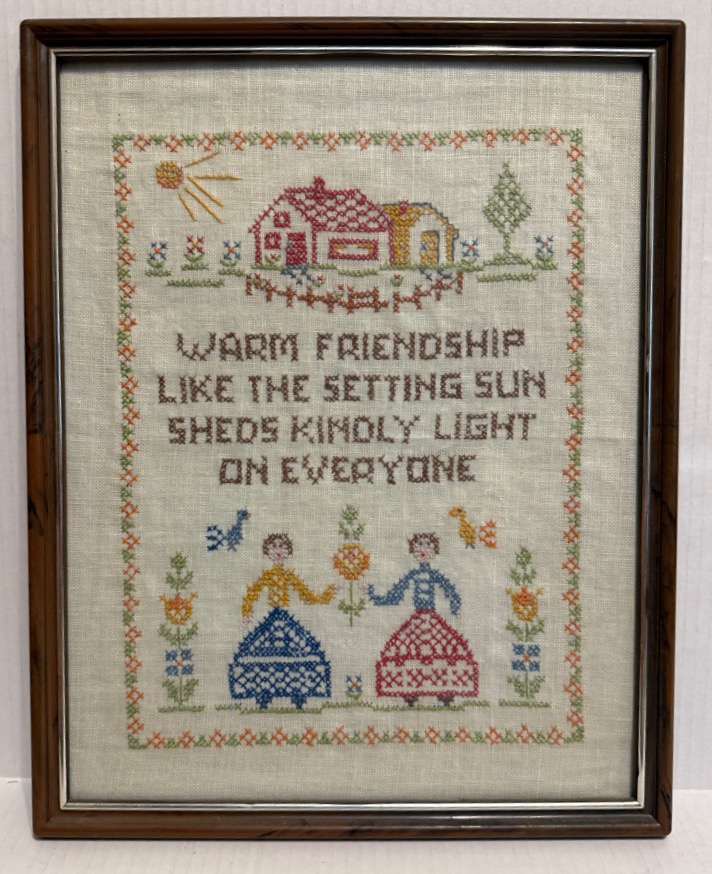 WARM FRIENDSHIP
LIKE THE SETTING SUN
SHEDS KINDLY LIGHT
ON EVERYONE